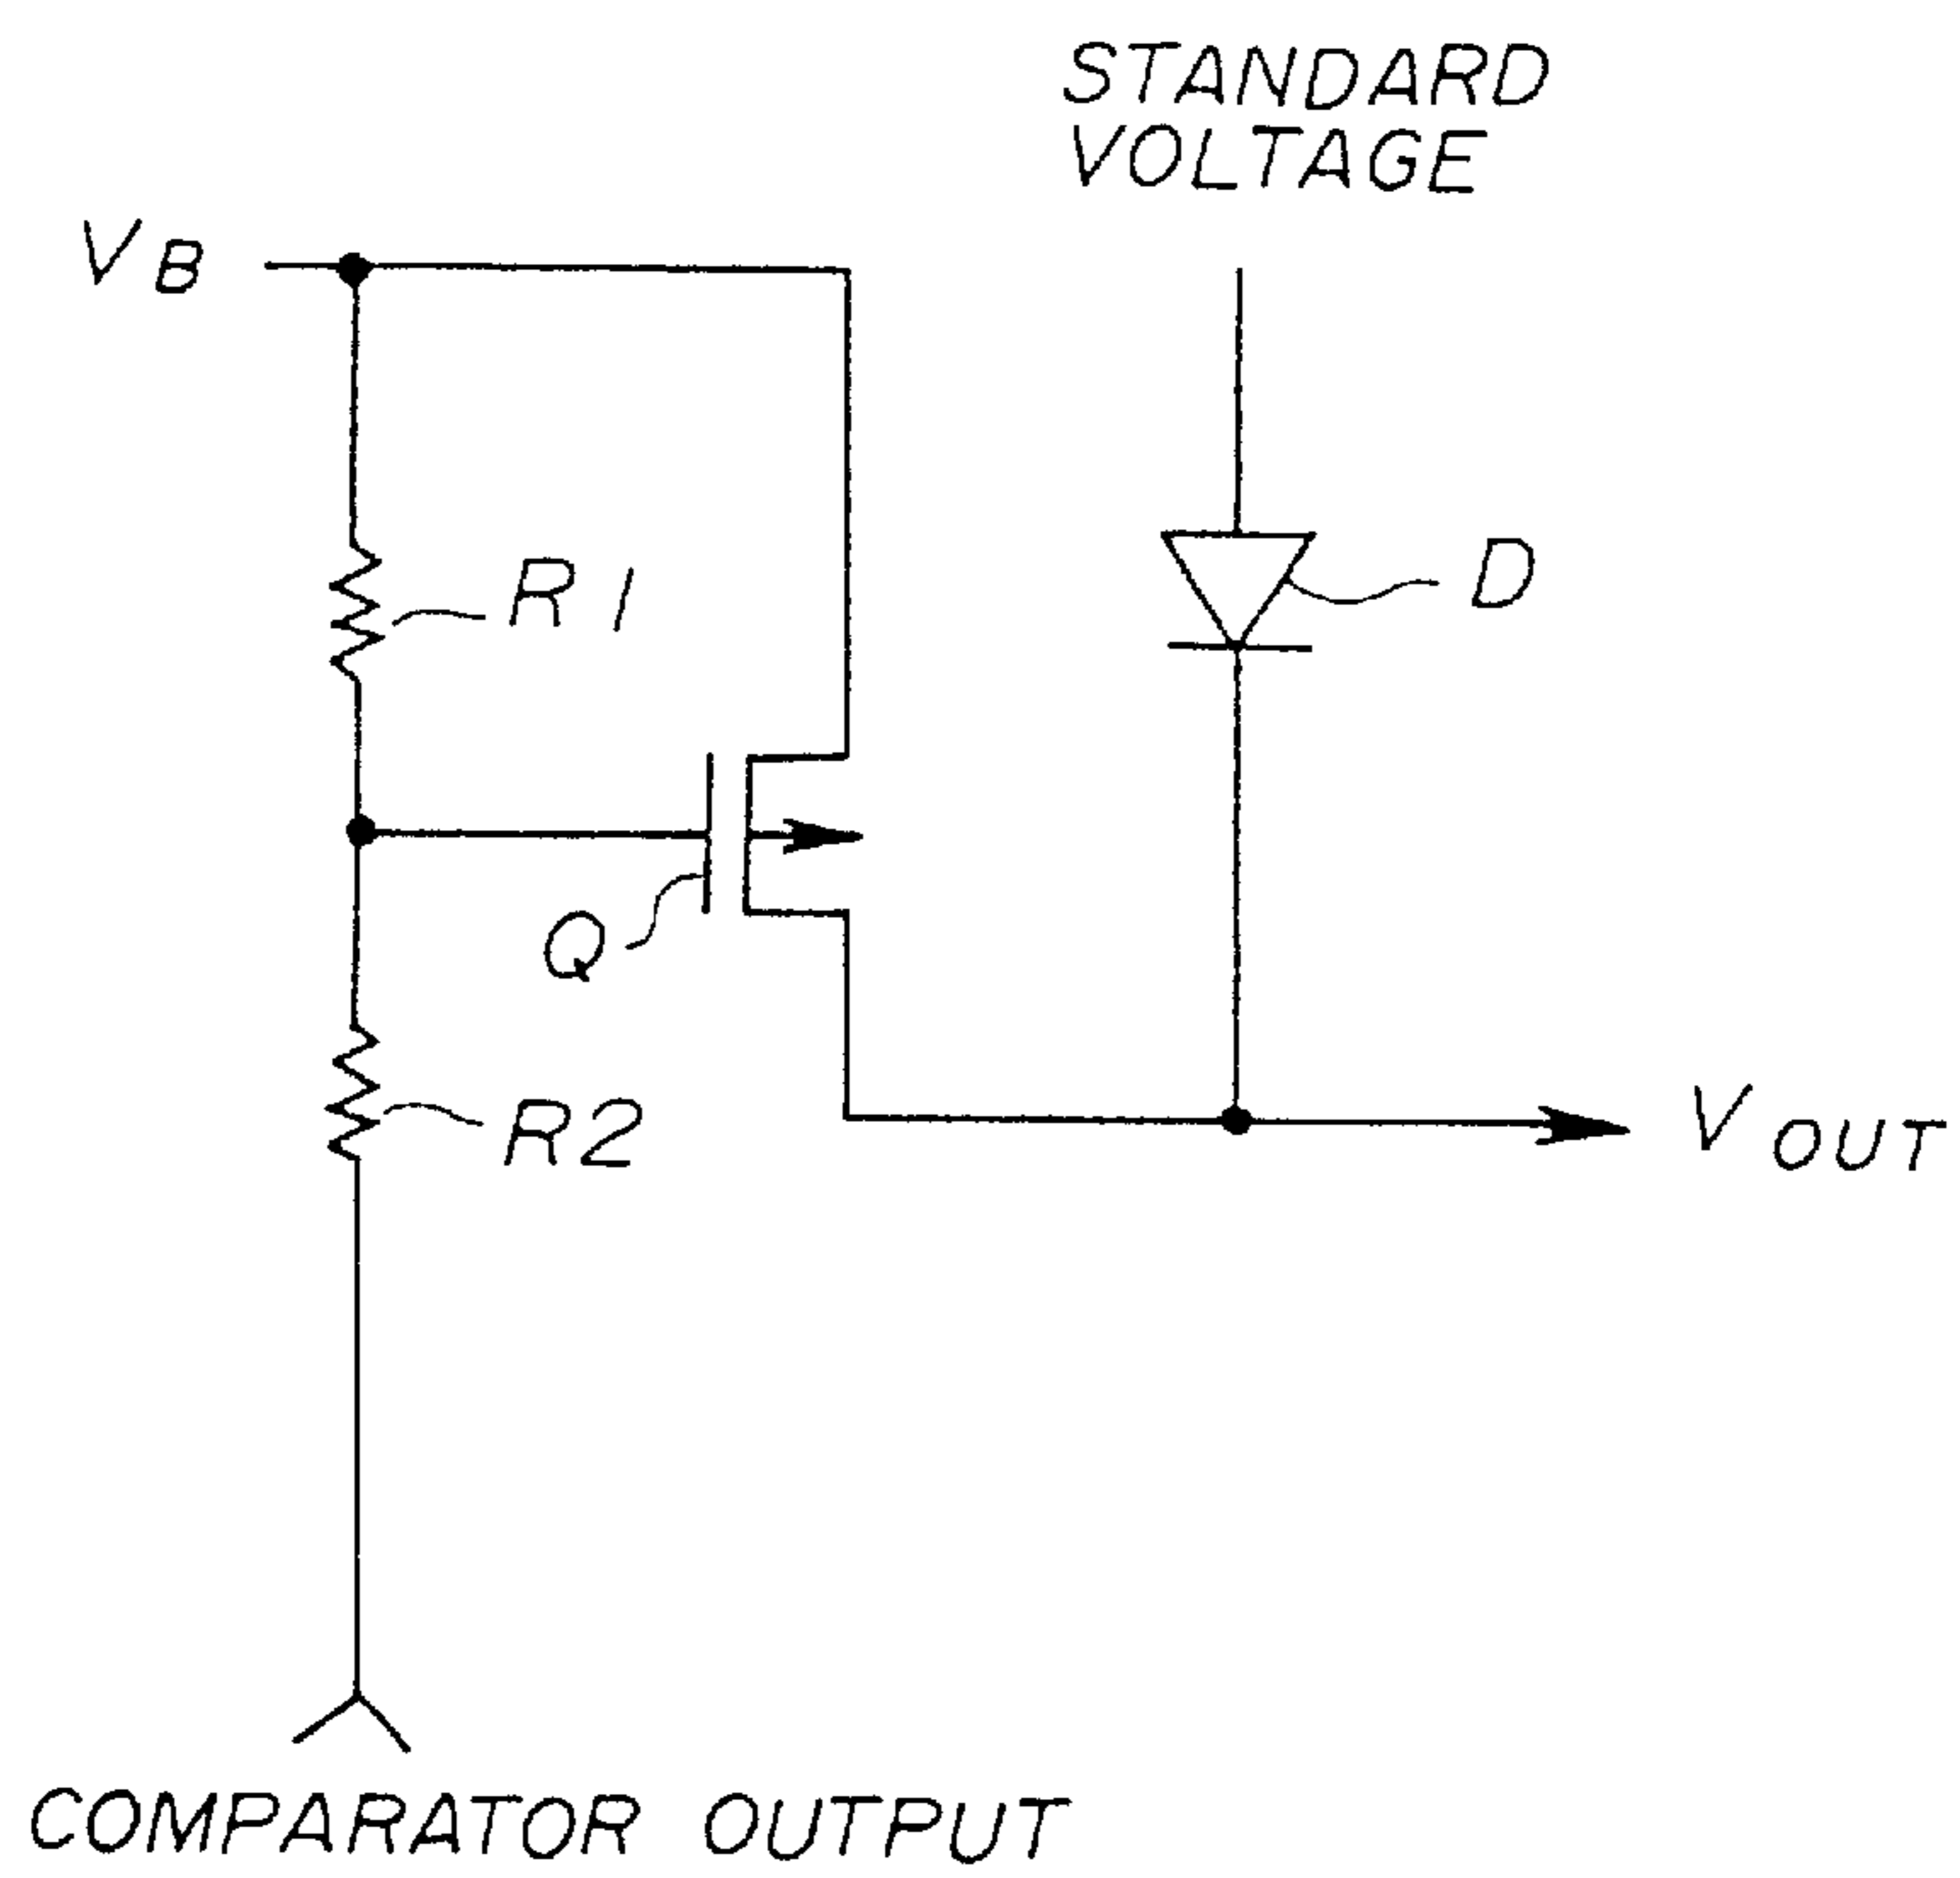 STANDARD
VOLTAGE
VB
R1
D
Q
R2
VOUT
COMPARATOR OUTPUT